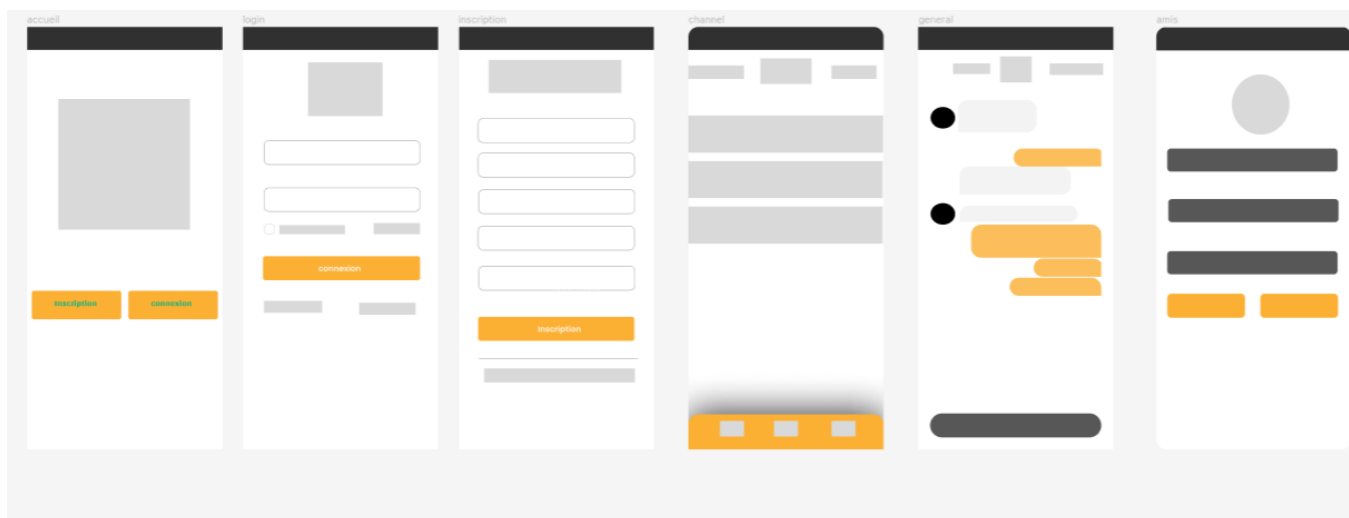 accueil
login
inscription
channel
general
amis
Inscription
connexion
connexion
Inscription